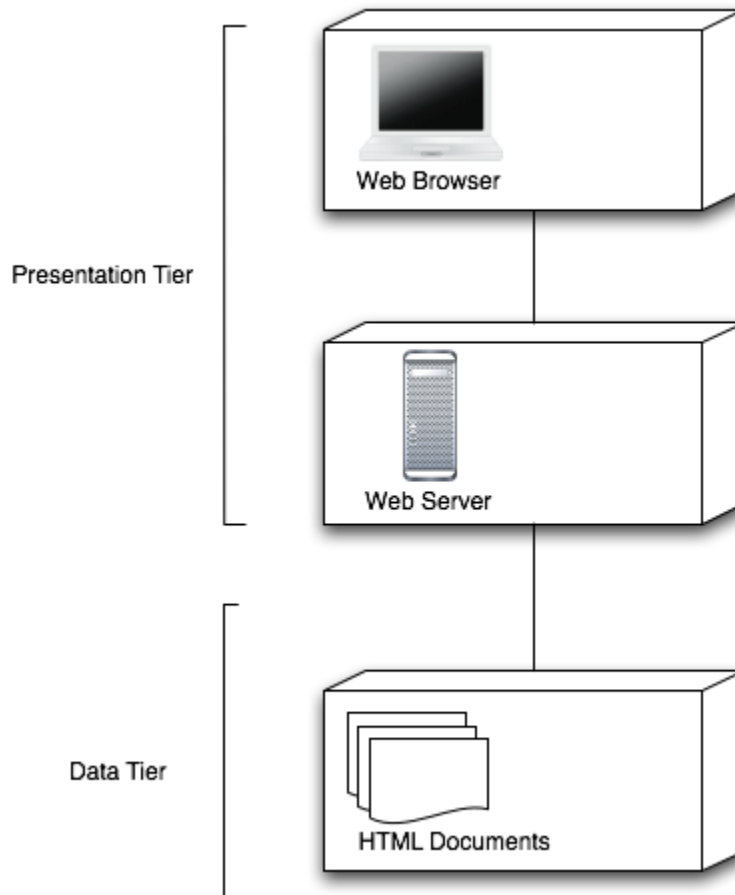 Web Browser
Presentation Tier
Web Server
Data Tier
HTML Documents